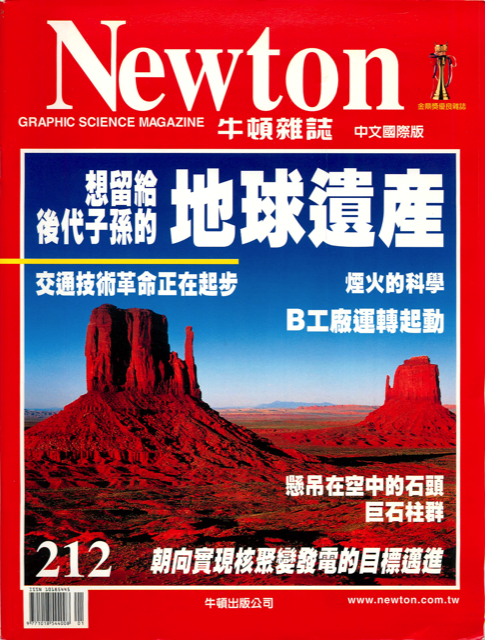 Newton
金鼎獎優良雜誌
GRAPHIC SCIENCE MAGAZINE
牛頓雜誌
中文國際版
想留給
後代子孫的
地球遺產
交通技術革命正在起步
煙火的科學
B工廠運轉起動
懸吊在空中的石頭
巨石柱群
212
朝向實現核聚變發電的目標邁進
ISSN 10165441
牛頓出版公司
www.newton.com.tw